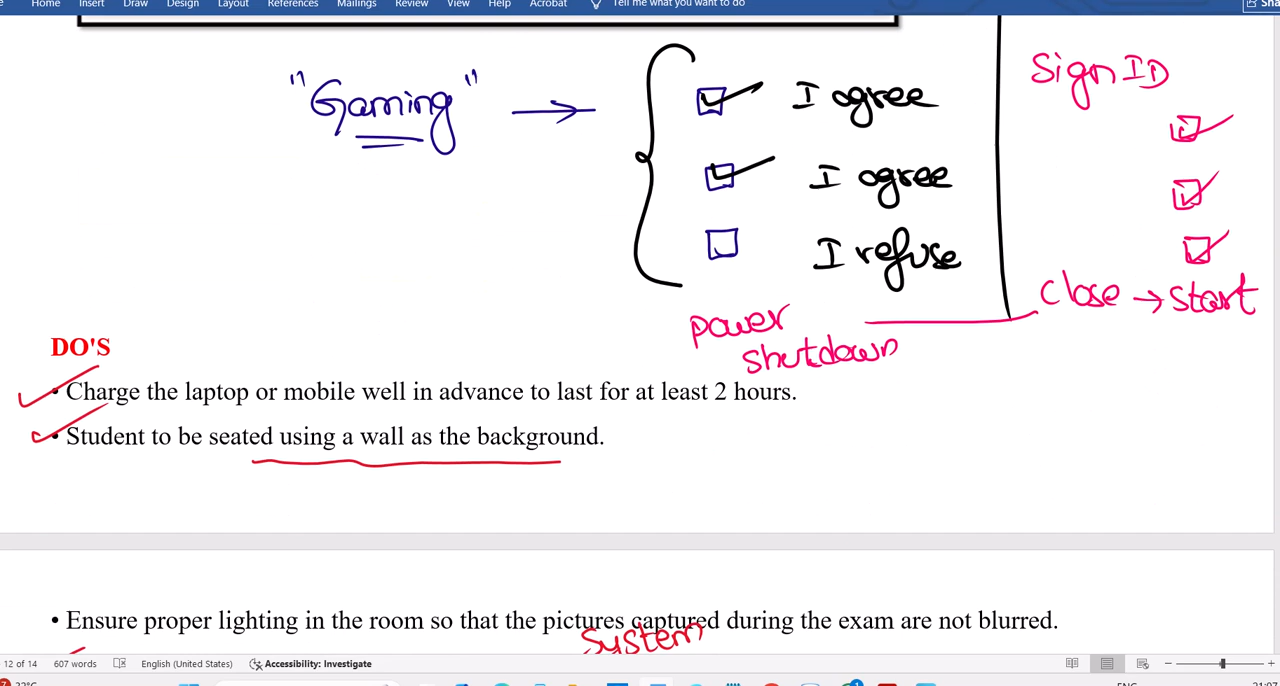 Home Insert Draw Design Layout References Mailings Review View Help Acrobat Tell me what you want to do Sha
"Gaming" → I agree
I agree
I refuse
Sign ID
close → start
power
shutdown
DO'S
• Charge the laptop or mobile well in advance to last for at least 2 hours.
• Student to be seated using a wall as the background.
• Ensure proper lighting in the room so that the pictures captured during the exam are not blurred.
System
12 of 14 607 words English (United States) Accessibility: Investigate